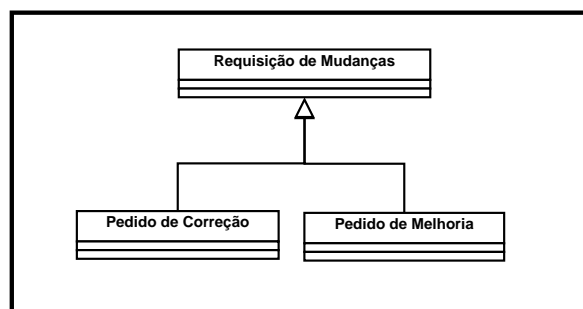 Requisição de Mudanças
Pedido de Correção
Pedido de Melhoria